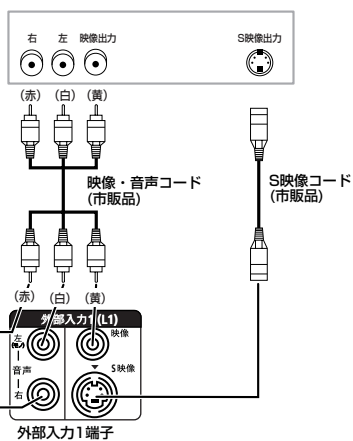 右 左 映像出力 S映像出力
(赤) (白) (黄)
映像・音声コード
(市販品)
S映像コード
(市販品)
(赤) (白) (黄)
外部入力1(L1)
左 映像
音声 S映像
右
外部入力1端子